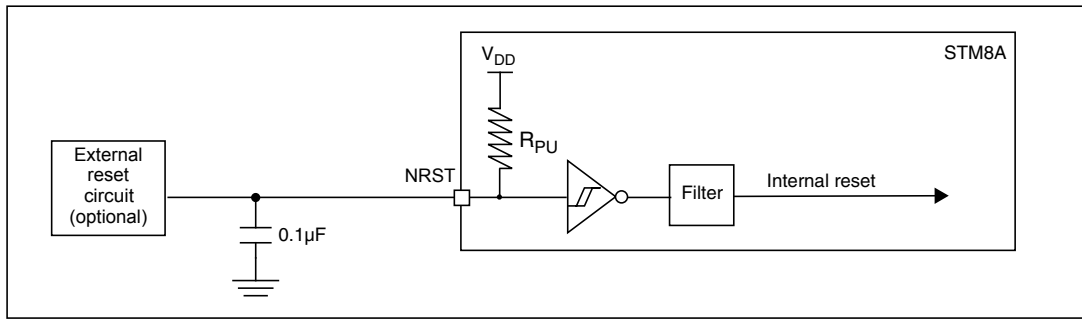 STM8A
VDD
RPU
External
reset
circuit
(optional)
NRST
Filter
Internal reset
0.1µF